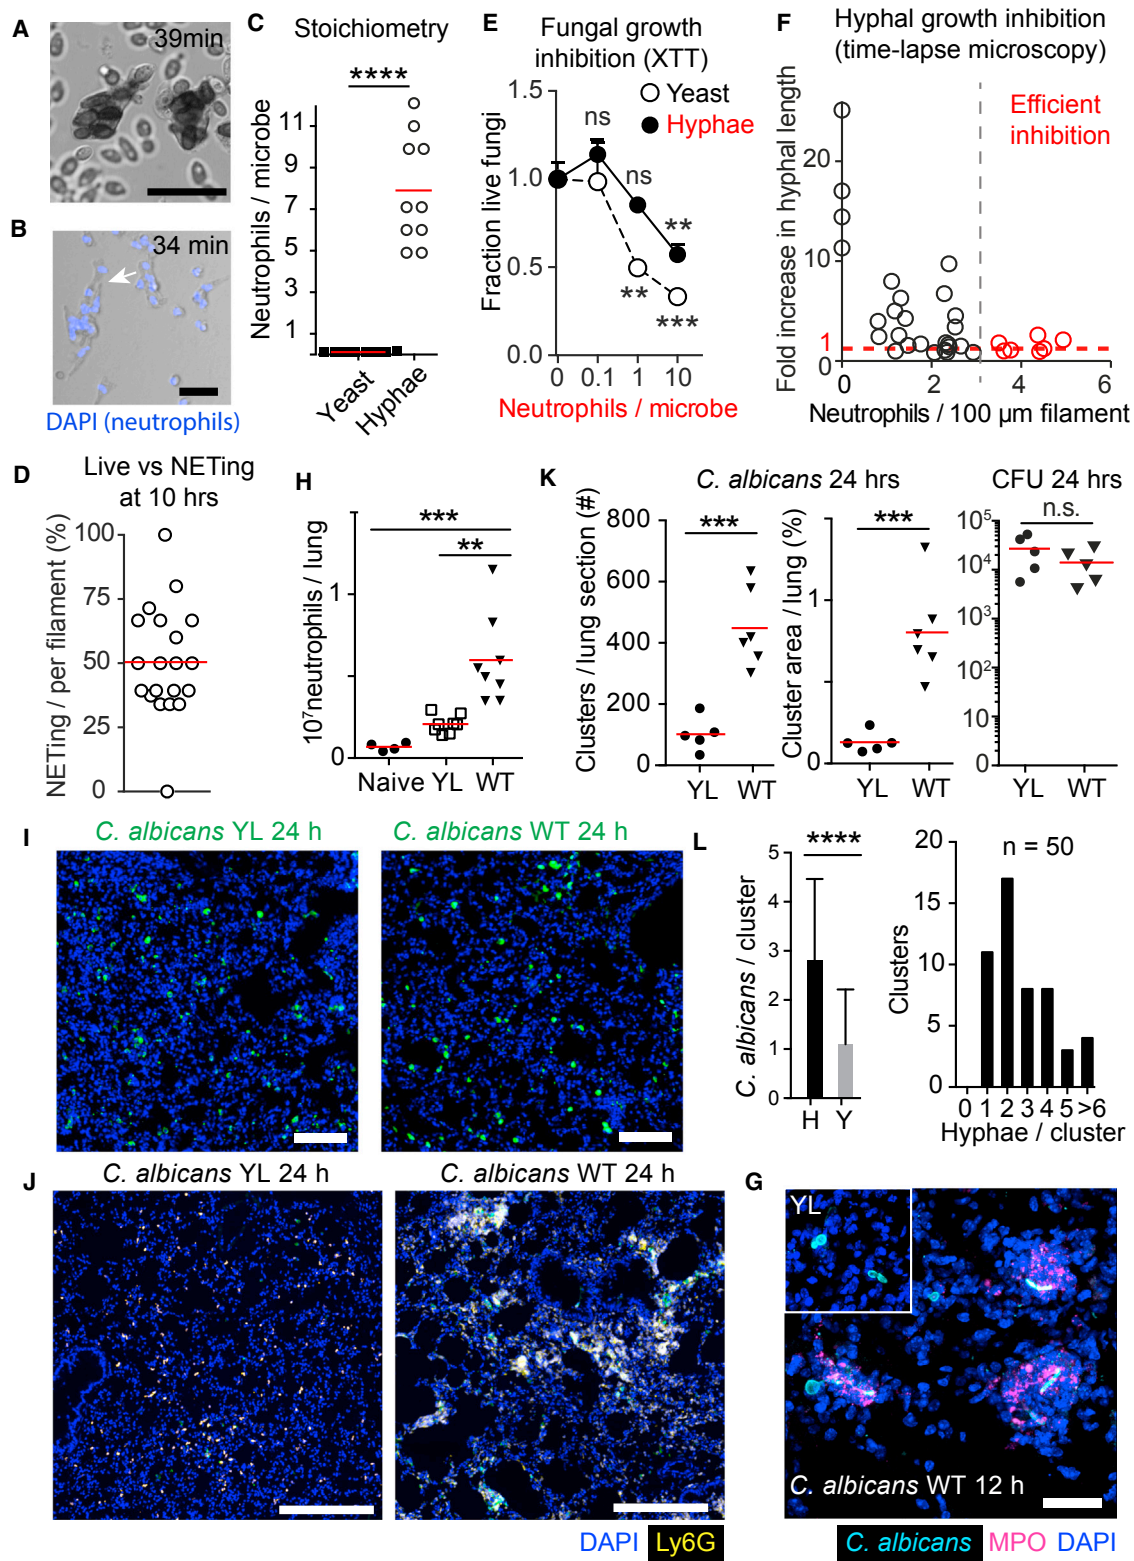 A
39min
B
34 min
DAPI (neutrophils)
C
Stoichiometry
****
Neutrophils / microbe
11
9
7
5
3
1
Yeast
Hyphae
E
Fungal growth
inhibition (XTT)
Yeast
Hyphae
Fraction live fungi
1.5
1.0
0.5
0.0
ns
ns
**
**
***
0
0.1
1
10
Neutrophils / microbe
F
Hyphal growth inhibition
(time-lapse microscopy)
Efficient
inhibition
Fold increase in hyphal length
20
10
1
0
0
2
4
6
Neutrophils / 100 µm filament
D
Live vs NETing
at 10 hrs
NETing / per filament (%)
100
75
50
25
0
H
***
**
10⁷neutrophils / lung
1
0
Naive
YL
WT
K
C. albicans 24 hrs
CFU 24 hrs
Clusters / lung section (#)
800
600
400
200
0
***
YL
WT
Cluster area / lung (%)
1
0
***
YL
WT
10⁵
10⁴
10³
10²
10¹
0
n.s.
YL
WT
I
C. albicans YL 24 h
C. albicans WT 24 h
L
****
C. albicans / cluster
5
4
3
2
1
0
H
Y
n = 50
Clusters
20
15
10
5
0
0 1 2 3 4 5 >6
Hyphae / cluster
J
C. albicans YL 24 h
C. albicans WT 24 h
DAPI Ly6G
G
YL
C. albicans WT 12 h
C. albicans MPO DAPI